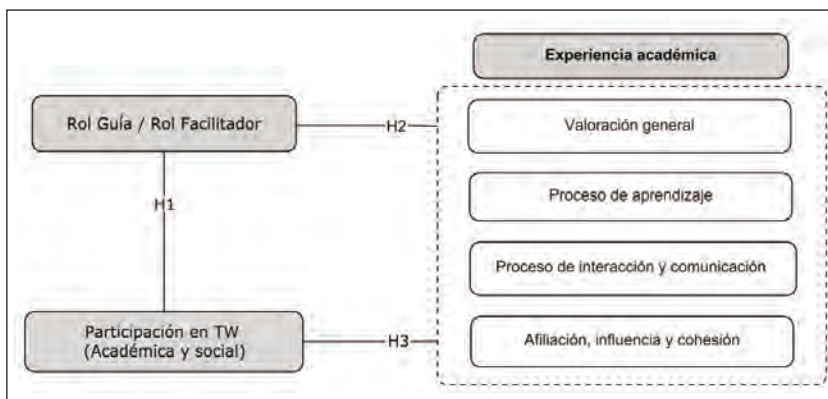 Experiencia académica
Rol Guía / Rol Facilitador
H2
Valoración general
Proceso de aprendizaje
H1
Proceso de interacción y comunicación
Participación en TW
(Académica y social)
H3
Afiliación, influencia y cohesión